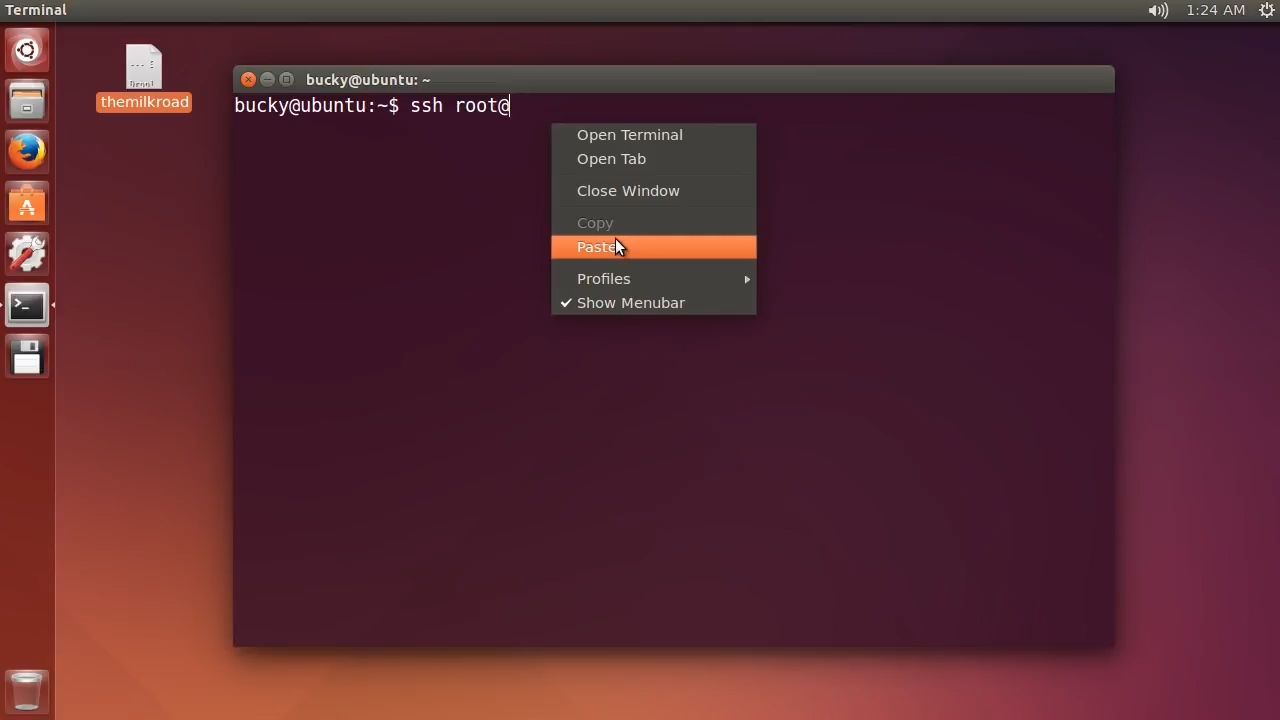 Terminal
1:24 AM
themilkroad
bucky@ubuntu: ~
bucky@ubuntu:~$ ssh root@
Open Terminal
Open Tab
Close Window
Copy
Paste
Profiles
Show Menubar